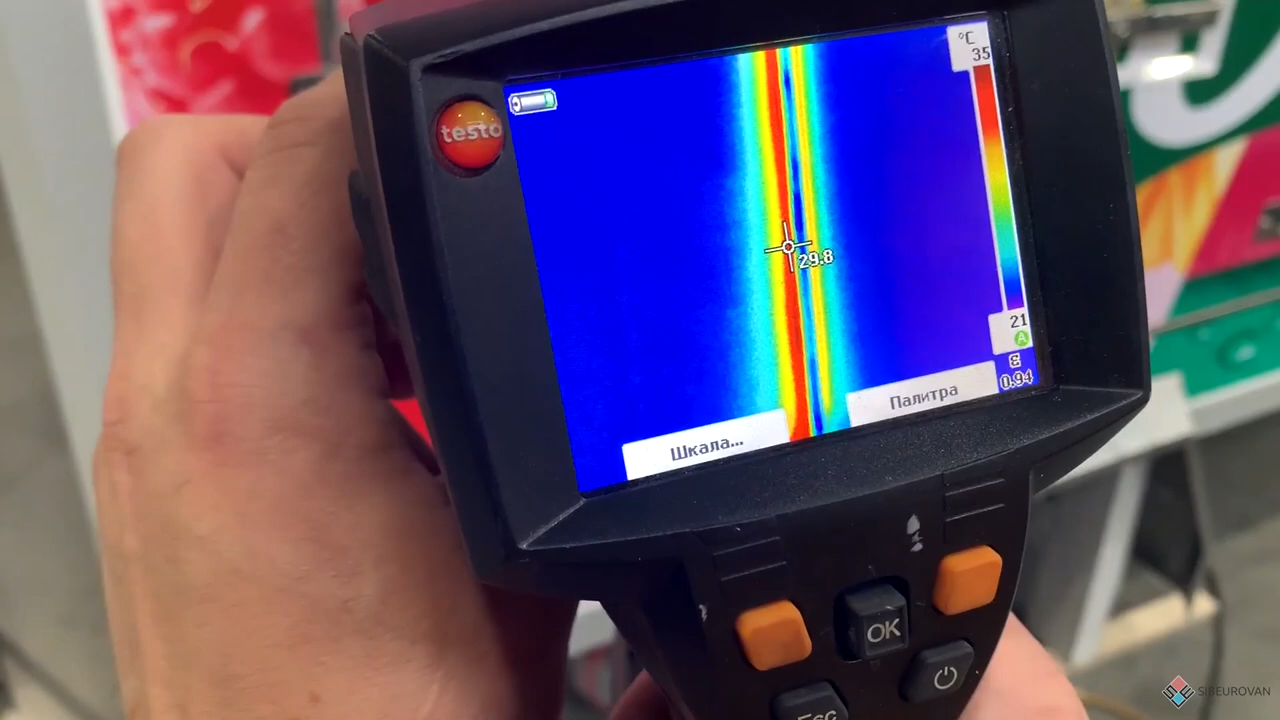 °C
35
testo
29.8
21
A
ε
0.94
Палитра
Шкала...
OK
Esc
SIBEUROVAN